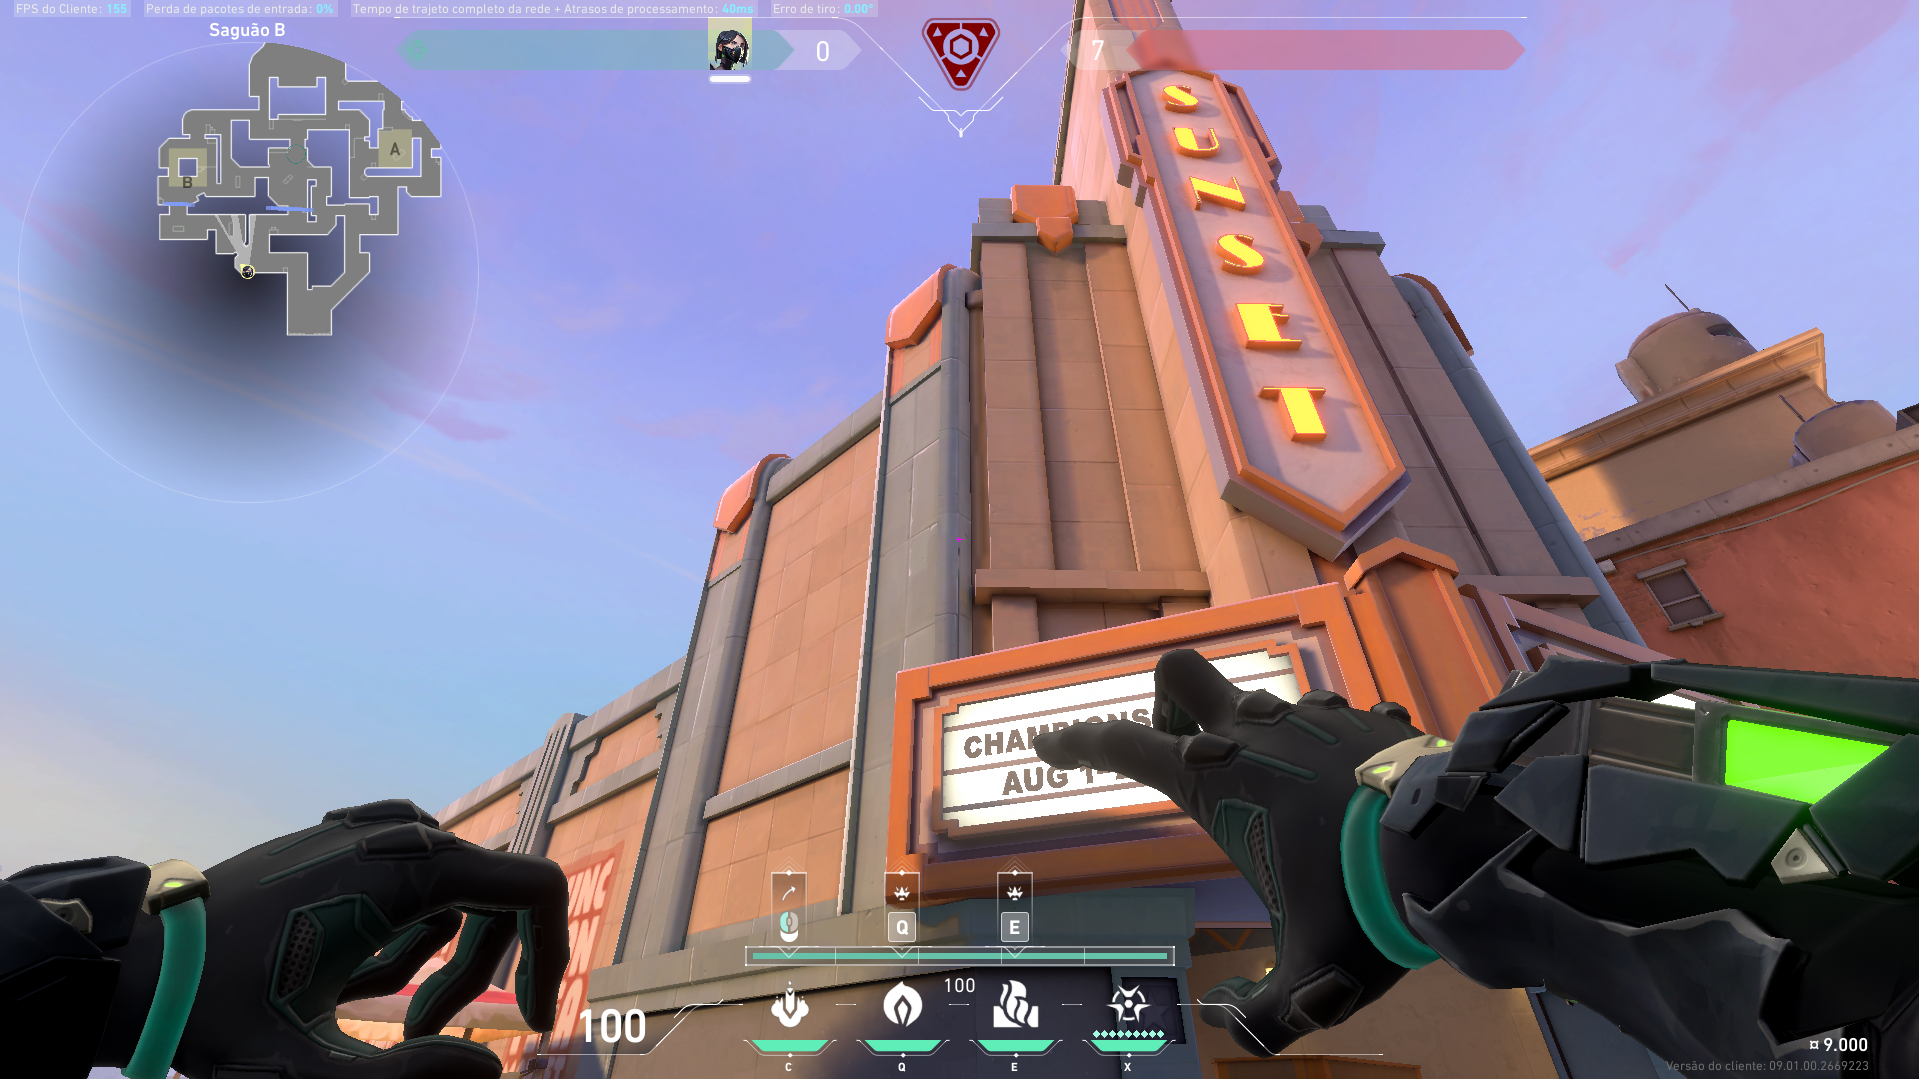 FPS do Cliente: 155
Perda de pacotes de entrada: 0%
Tempo de trajeto completo da rede + Atrasos de processamento: 40ms
Erro de tiro: 0.00°
Saguão B
0
7
A
B
SUNSET
CHAMPIONS
AUG 1
Q
E
100
100
C
Q
E
X
¤ 9.000
Versão do cliente: 09.01.00.2669223